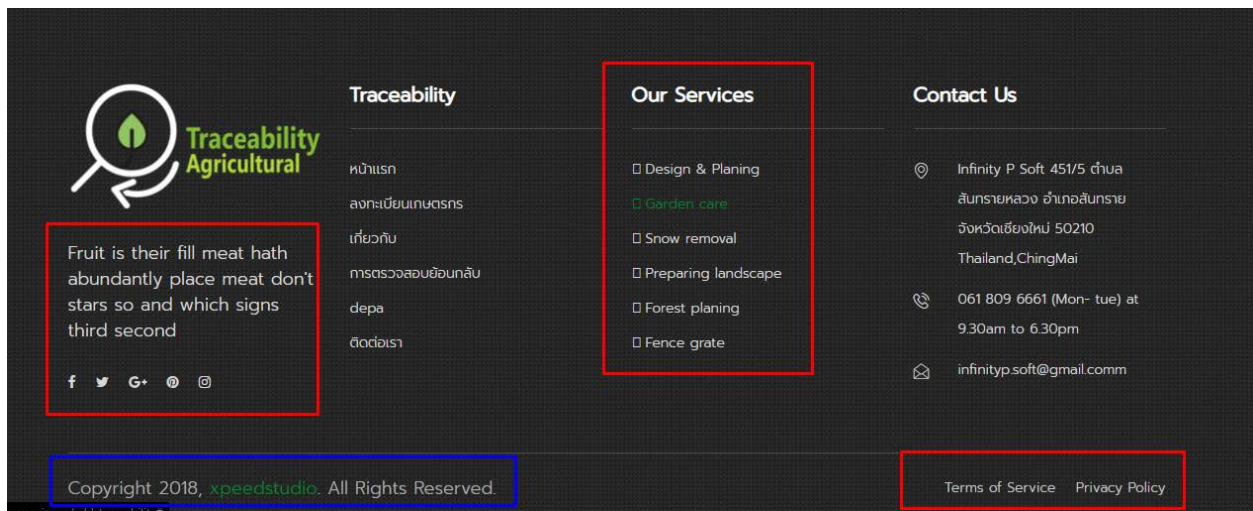 Traceability
Agricultural
Fruit is their fill meat hath
abundantly place meat don't
stars so and which signs
third second
Traceability
หน้าแรก
ลงทะเบียนเกษตรกร
เกี่ยวกับ
การตรวจสอบย้อนกลับ
depa
ติดต่อเรา
Our Services
Design & Planing
Garden care
Snow removal
Preparing landscape
Forest planing
Fence grate
Contact Us
Infinity P Soft 451/5 ตำบล
สันทรายหลวง อำเภอสันทราย
จังหวัดเชียงใหม่ 50210
Thailand,ChingMai
061 809 6661 (Mon- tue) at
9.30am to 6.30pm
infinityp.soft@gmail.comm
Copyright 2018, xpeedstudio. All Rights Reserved.
Terms of Service Privacy Policy